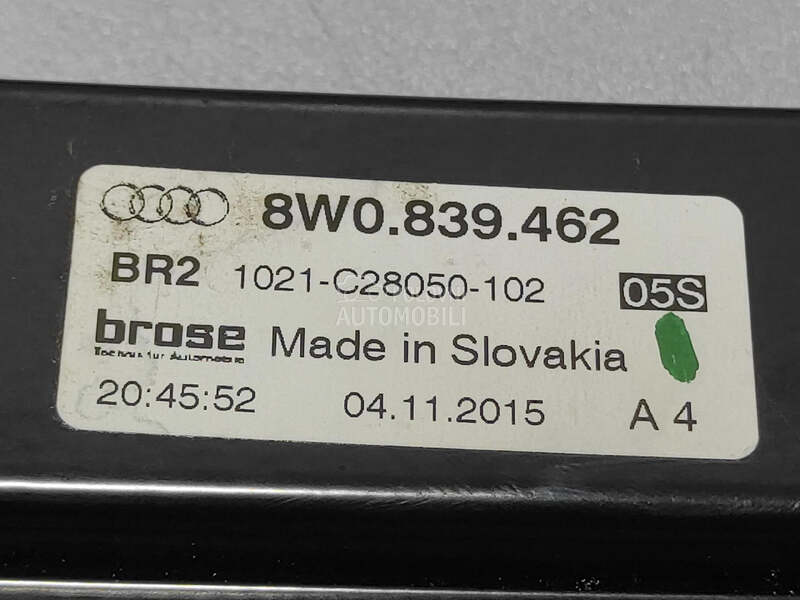 8W0.839.462
BR2 1021-C28050-102 05S
AUTOMOBILI
brose Made in Slovakia
20:45:52 04.11.2015 A 4